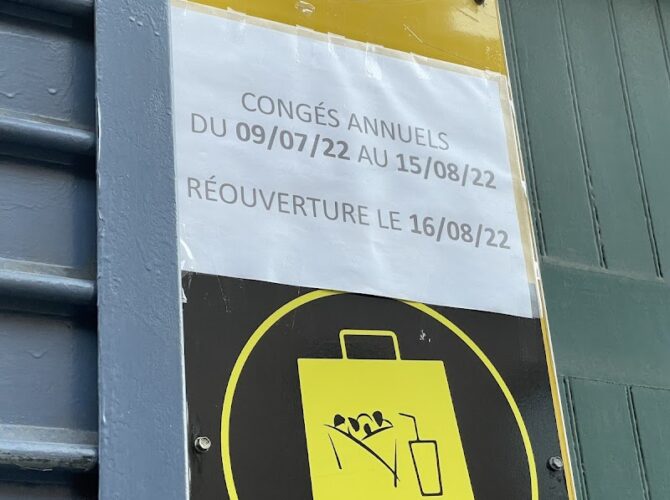 CONGÉS ANNUELS
DU 09/07/22 AU 15/08/22
RÉOUVERTURE LE 16/08/22